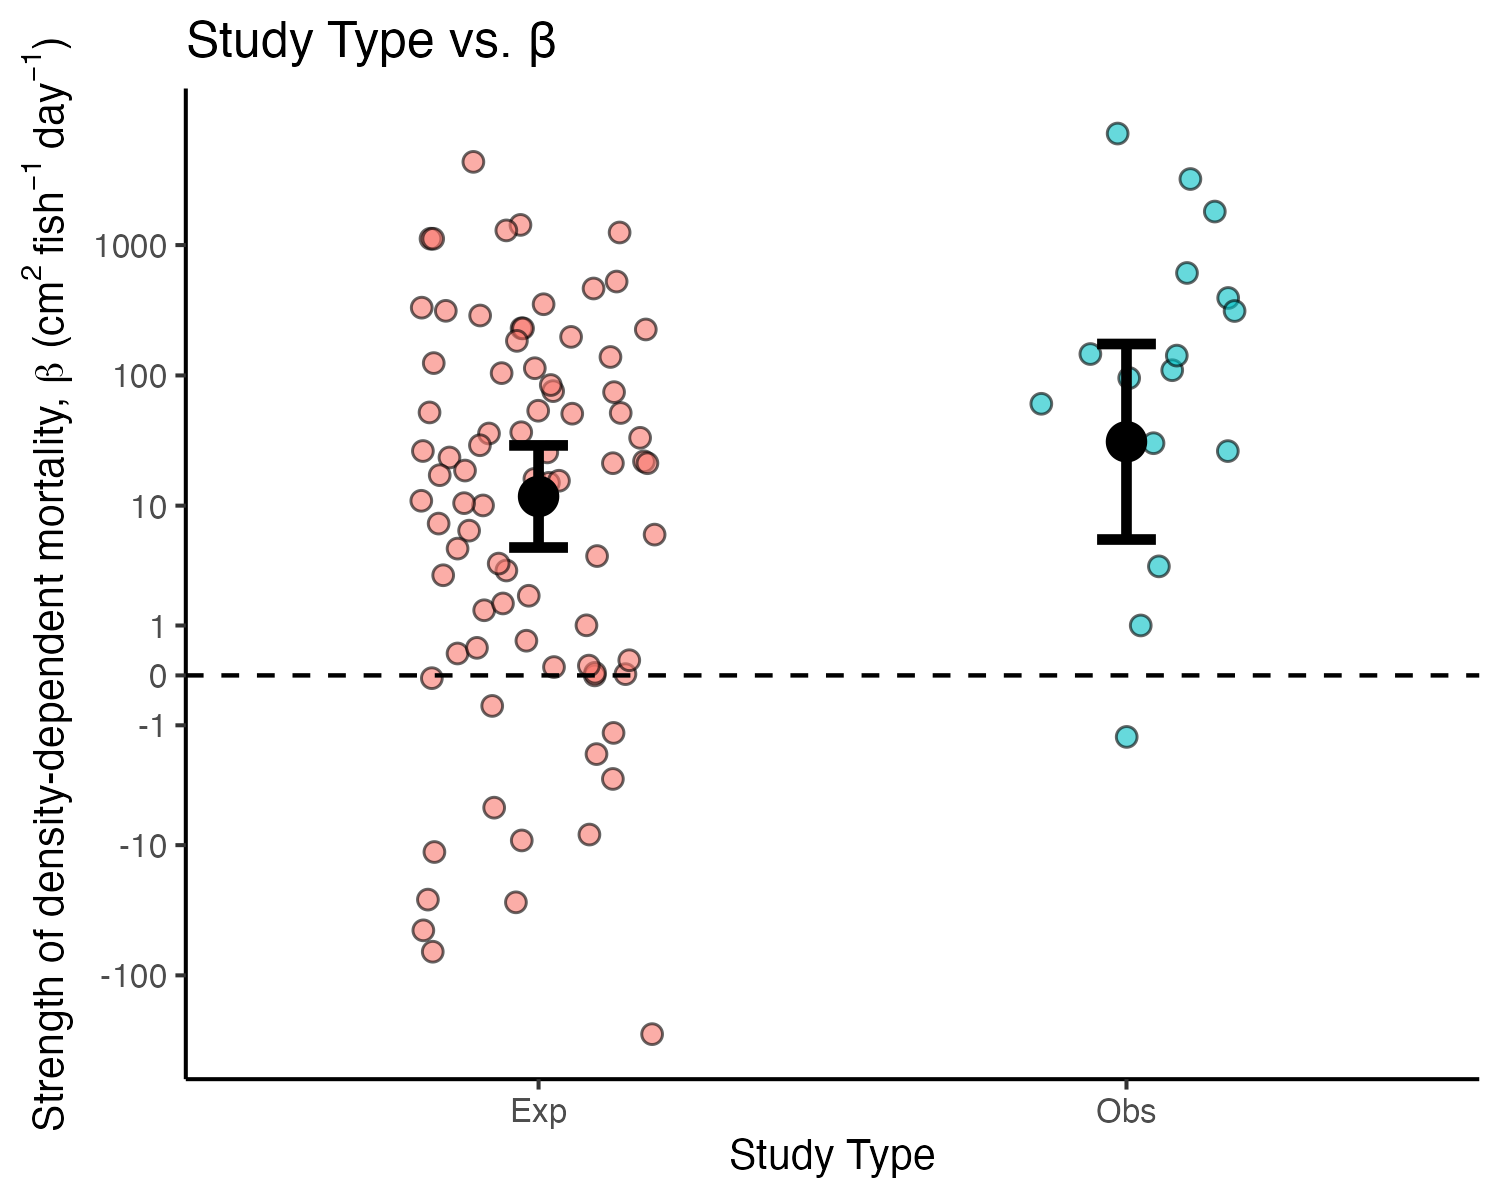 Study Type vs. β
Strength of density-dependent mortality, β (cm² fish⁻¹ day⁻¹)
1000
100
10
1
0
-1
-10
-100
Exp
Obs
Study Type